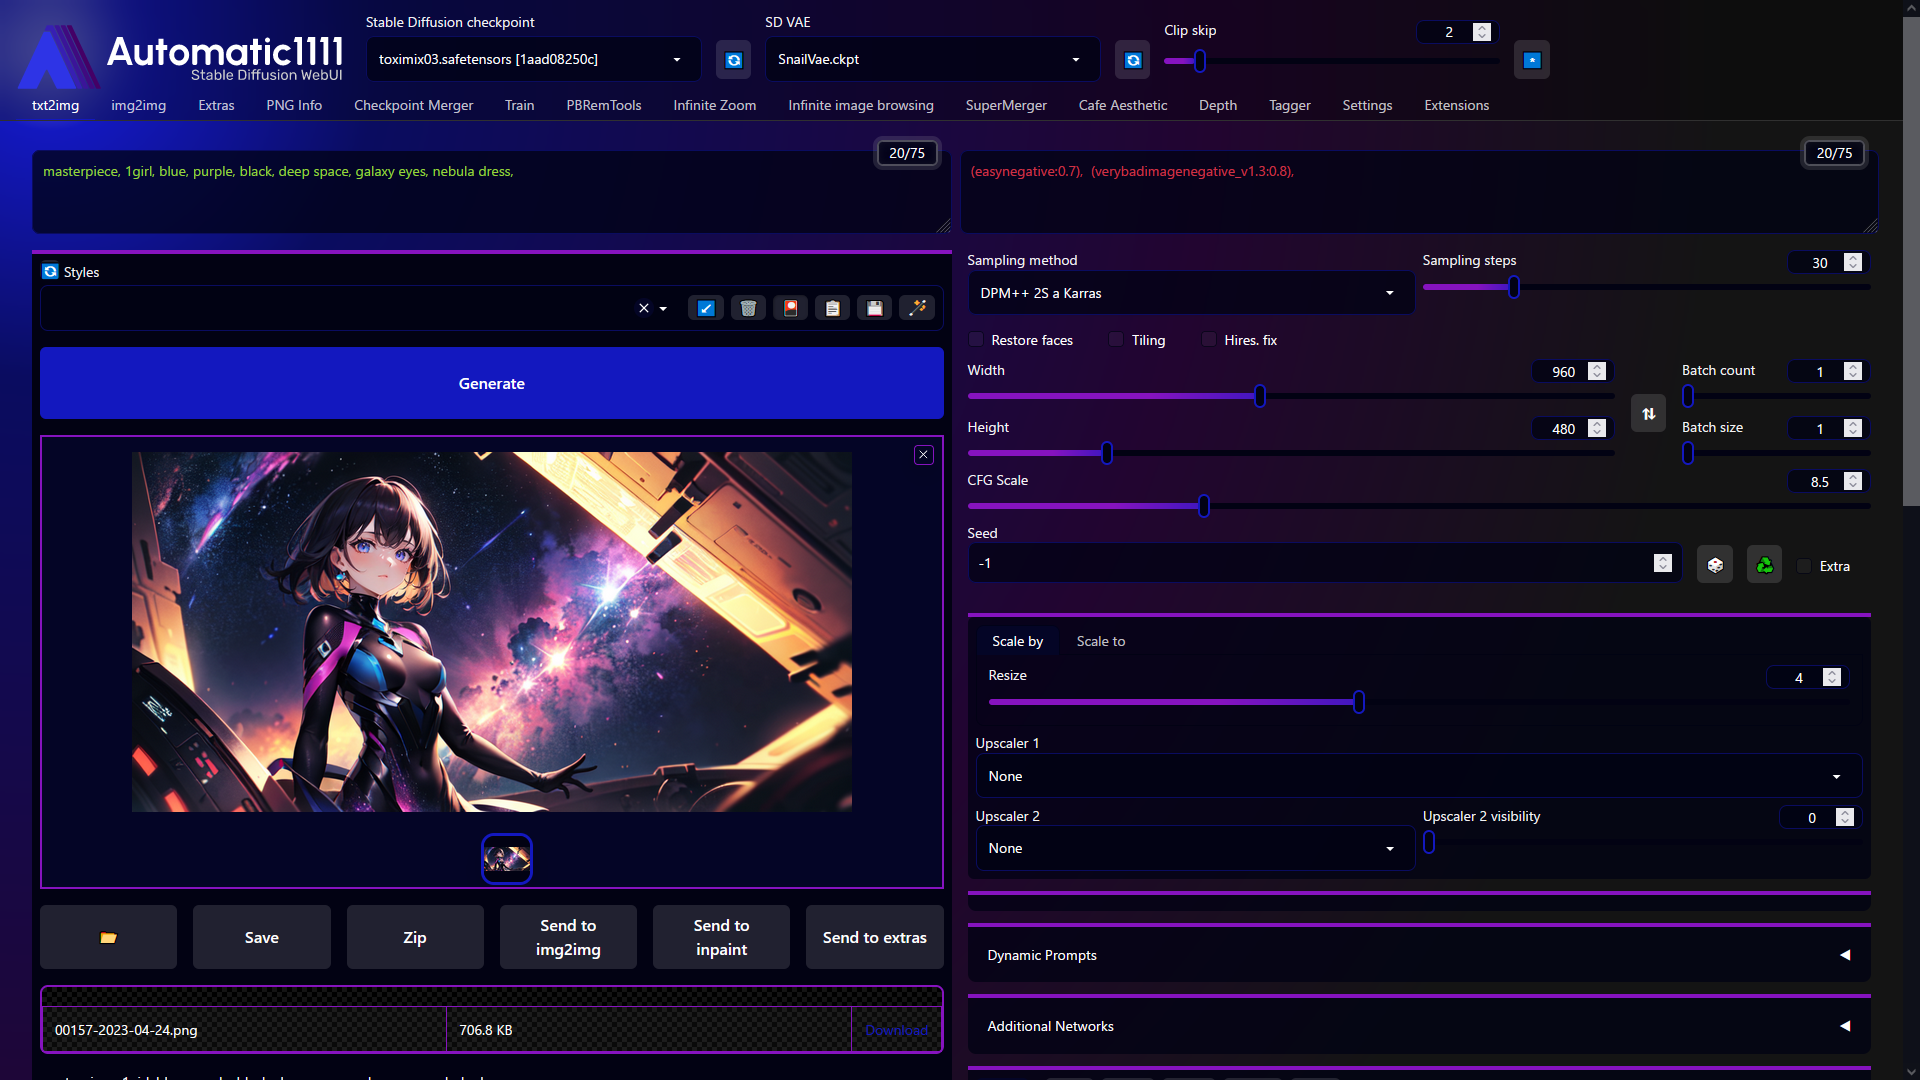 Automatic1111
Stable Diffusion WebUI
Stable Diffusion checkpoint
toximix03.safetensors [1aad08250c]
SD VAE
SnailVae.ckpt
Clip skip
2
txt2img img2img Extras PNG Info Checkpoint Merger Train PBRemTools Infinite Zoom Infinite image browsing SuperMerger Cafe Aesthetic Depth Tagger Settings Extensions
20/75
masterpiece, 1girl, blue, purple, black, deep space, galaxy eyes, nebula dress,
20/75
(easynegative:0.7), (verybadimagenegative_v1.3:0.8),
Styles
Generate
Save
Zip
Send to
img2img
Send to
inpaint
Send to extras
00157-2023-04-24.png 706.8 KB Download
Sampling method
DPM++ 2S a Karras
Sampling steps
30
Restore faces Tiling Hires. fix
Width
960
Batch count
1
Height
480
Batch size
1
CFG Scale
8.5
Seed
-1
Extra
Scale by Scale to
Resize
4
Upscaler 1
None
Upscaler 2
None
Upscaler 2 visibility
0
Dynamic Prompts
Additional Networks